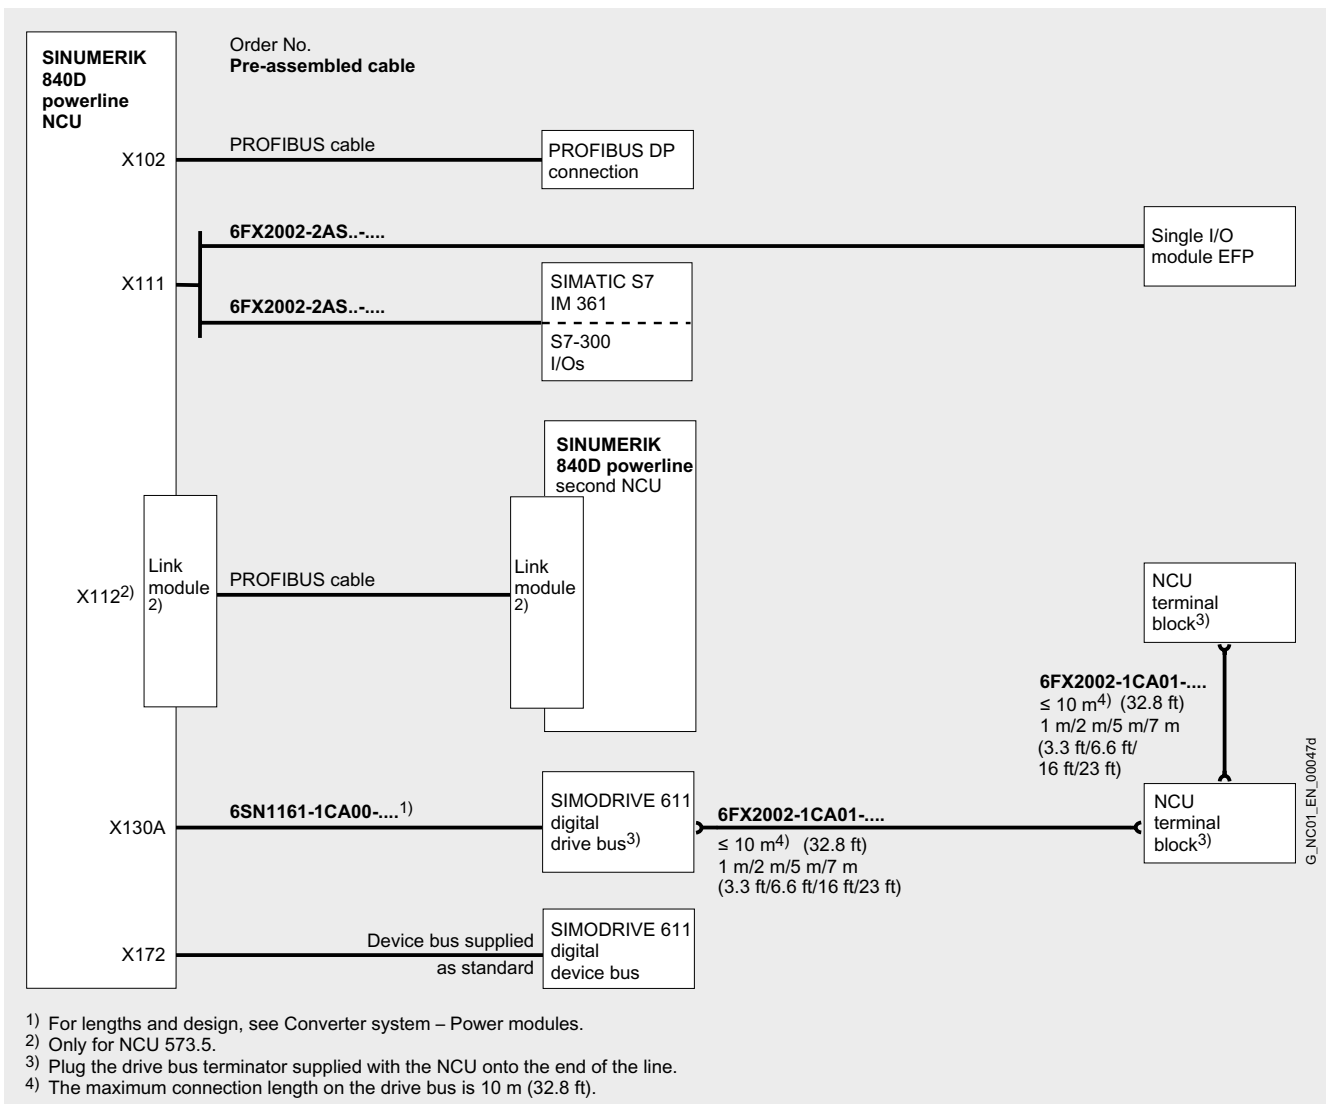 SINUMERIK
840D
powerline
NCU
Order No.
Pre-assembled cable
X102
PROFIBUS cable
PROFIBUS DP
connection
X111
6FX2002-2AS..-....
Single I/O
module EFP
6FX2002-2AS..-....
SIMATIC S7
IM 361
S7-300
I/Os
SINUMERIK
840D powerline
second NCU
X112 2)
Link
module
2)
PROFIBUS cable
Link
module
2)
NCU
terminal
block3)
6FX2002-1CA01-....
≤ 10 m4) (32.8 ft)
1 m/2 m/5 m/7 m
(3.3 ft/6.6 ft/
16 ft/23 ft)
X130A
6SN1161-1CA00-....1)
SIMODRIVE 611
digital
drive bus3)
6FX2002-1CA01-....
≤ 10 m4) (32.8 ft)
1 m/2 m/5 m/7 m
(3.3 ft/6.6 ft/16 ft/23 ft)
NCU
terminal
block3)
X172
Device bus supplied
as standard
SIMODRIVE 611
digital
device bus
G_NC01_EN_00047d
1) For lengths and design, see Converter system – Power modules.
2) Only for NCU 573.5.
3) Plug the drive bus terminator supplied with the NCU onto the end of the line.
4) The maximum connection length on the drive bus is 10 m (32.8 ft).